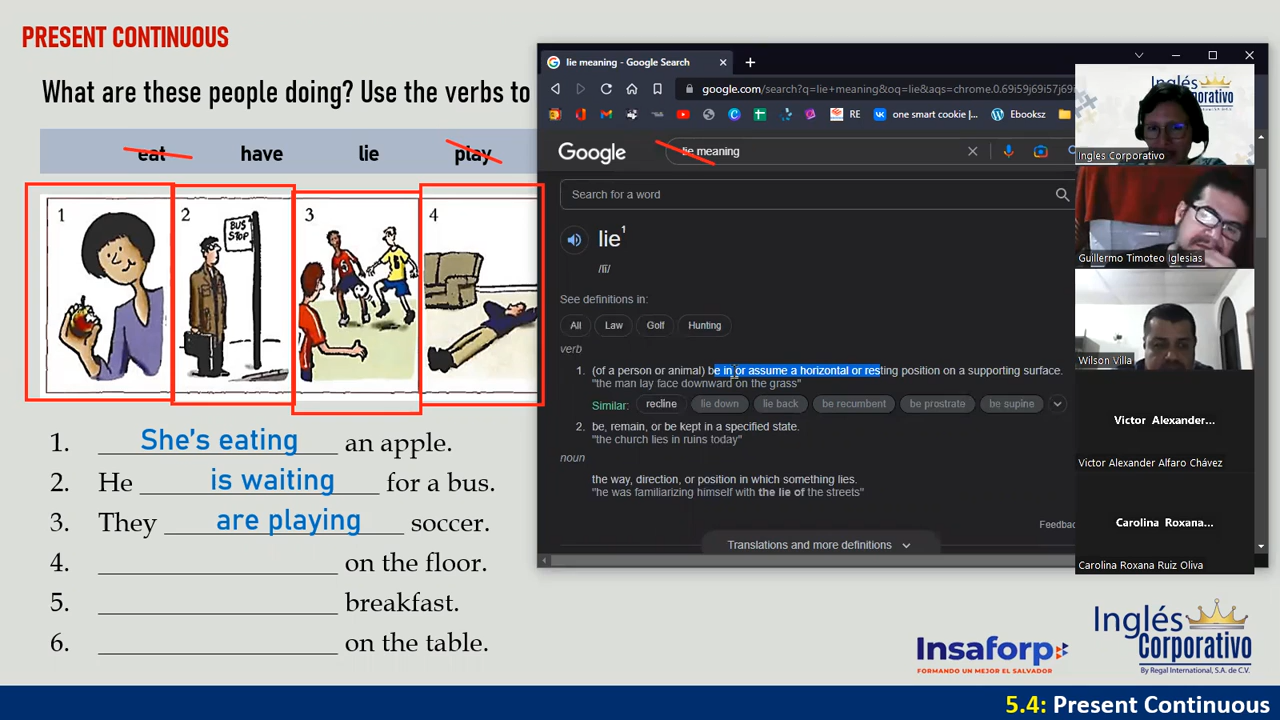 PRESENT CONTINUOUS
What are these people doing? Use the verbs to
eat have lie play
1 2 3 4
BUS
STOP
1. She's eating an apple.
2. He is waiting for a bus.
3. They are playing soccer.
4. on the floor.
5. breakfast.
6. on the table.
lie meaning - Google Search
google.com/search?q=lie+meaning&oq=lie&aqs=chrome.0.69i59j69i57j69i
RE one smart cookie |... Ebooksz
Google lie meaning
Search for a word
lie1
/lī/
See definitions in:
All Law Golf Hunting
verb
1. (of a person or animal) be in or assume a horizontal or resting position on a supporting surface.
"the man lay face downward on the grass"
Similar: recline lie down lie back be recumbent be prostrate be supine
2. be, remain, or be kept in a specified state.
"the church lies in ruins today"
noun
the way, direction, or position in which something lies.
"he was familiarizing himself with the lie of the streets"
Feedba
Translations and more definitions
Inglés
Corporativo
Ingles Corporativo
Guillermo Timoteo Iglesias
Wilson Villa
Victor Alexander...
Victor Alexander Alfaro Chávez
Carolina Roxana...
Carolina Roxana Ruiz Oliva
Insaforp
FORMANDO UN MEJOR EL SALVADOR
Inglés
Corporativo
By Regal International, S.A. de C.V.
5.4: Present Continuous